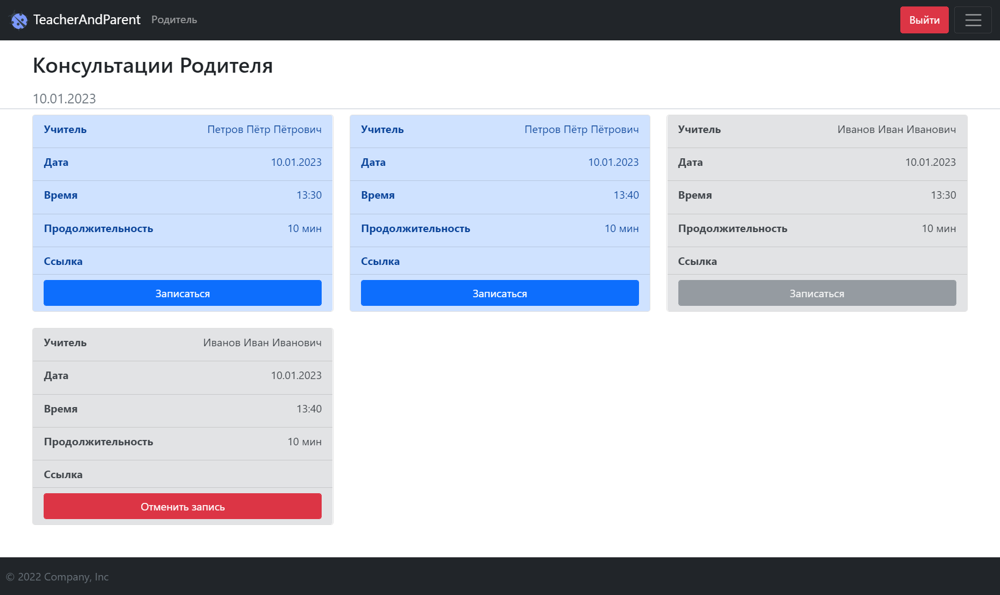 TeacherAndParent Родитель Выйти
Консультации Родителя
10.01.2023
Учитель Петров Пётр Пётрович
Дата 10.01.2023
Время 13:30
Продолжительность 10 мин
Ссылка
Записаться
Учитель Петров Пётр Пётрович
Дата 10.01.2023
Время 13:40
Продолжительность 10 мин
Ссылка
Записаться
Учитель Иванов Иван Иванович
Дата 10.01.2023
Время 13:30
Продолжительность 10 мин
Ссылка
Записаться
Учитель Иванов Иван Иванович
Дата 10.01.2023
Время 13:40
Продолжительность 10 мин
Ссылка
Отменить запись
© 2022 Company, Inc